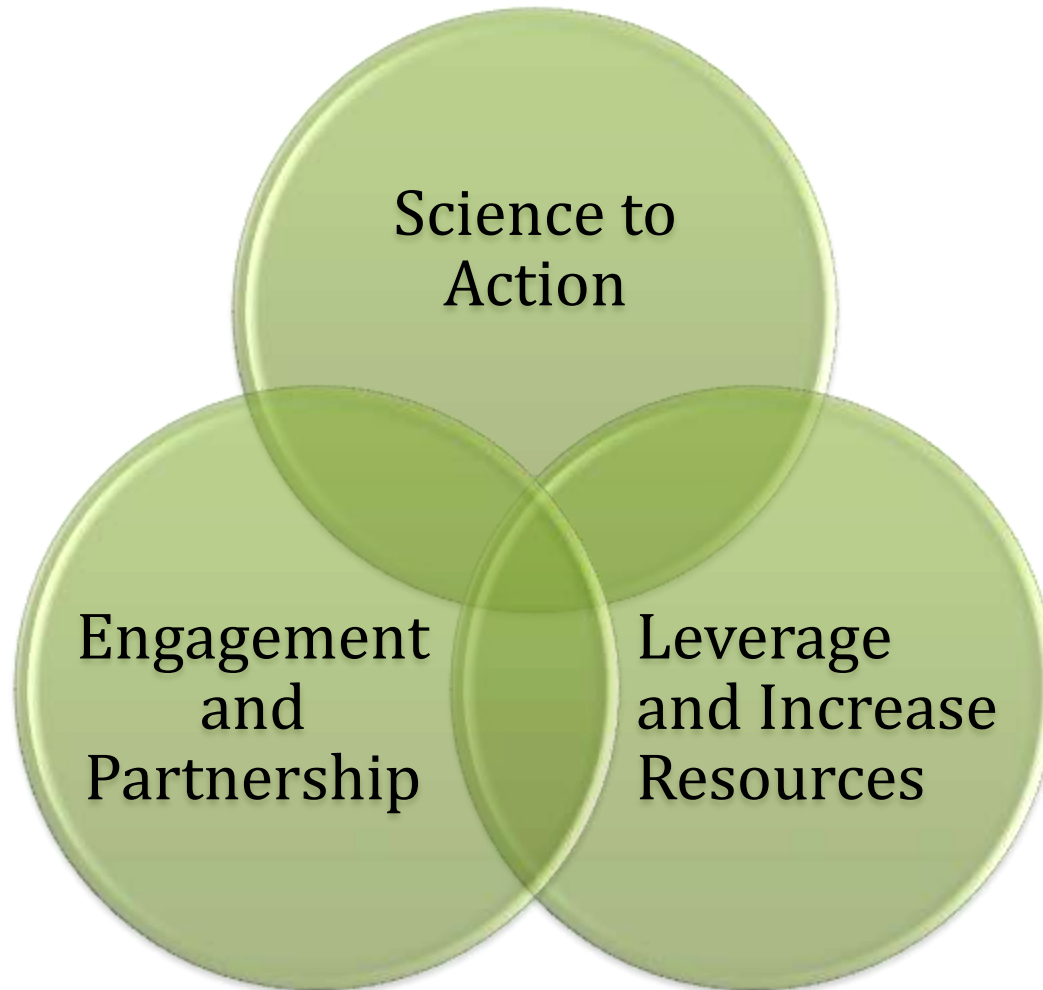 Science to
Action
Engagement
and
Partnership
Leverage
and Increase
Resources